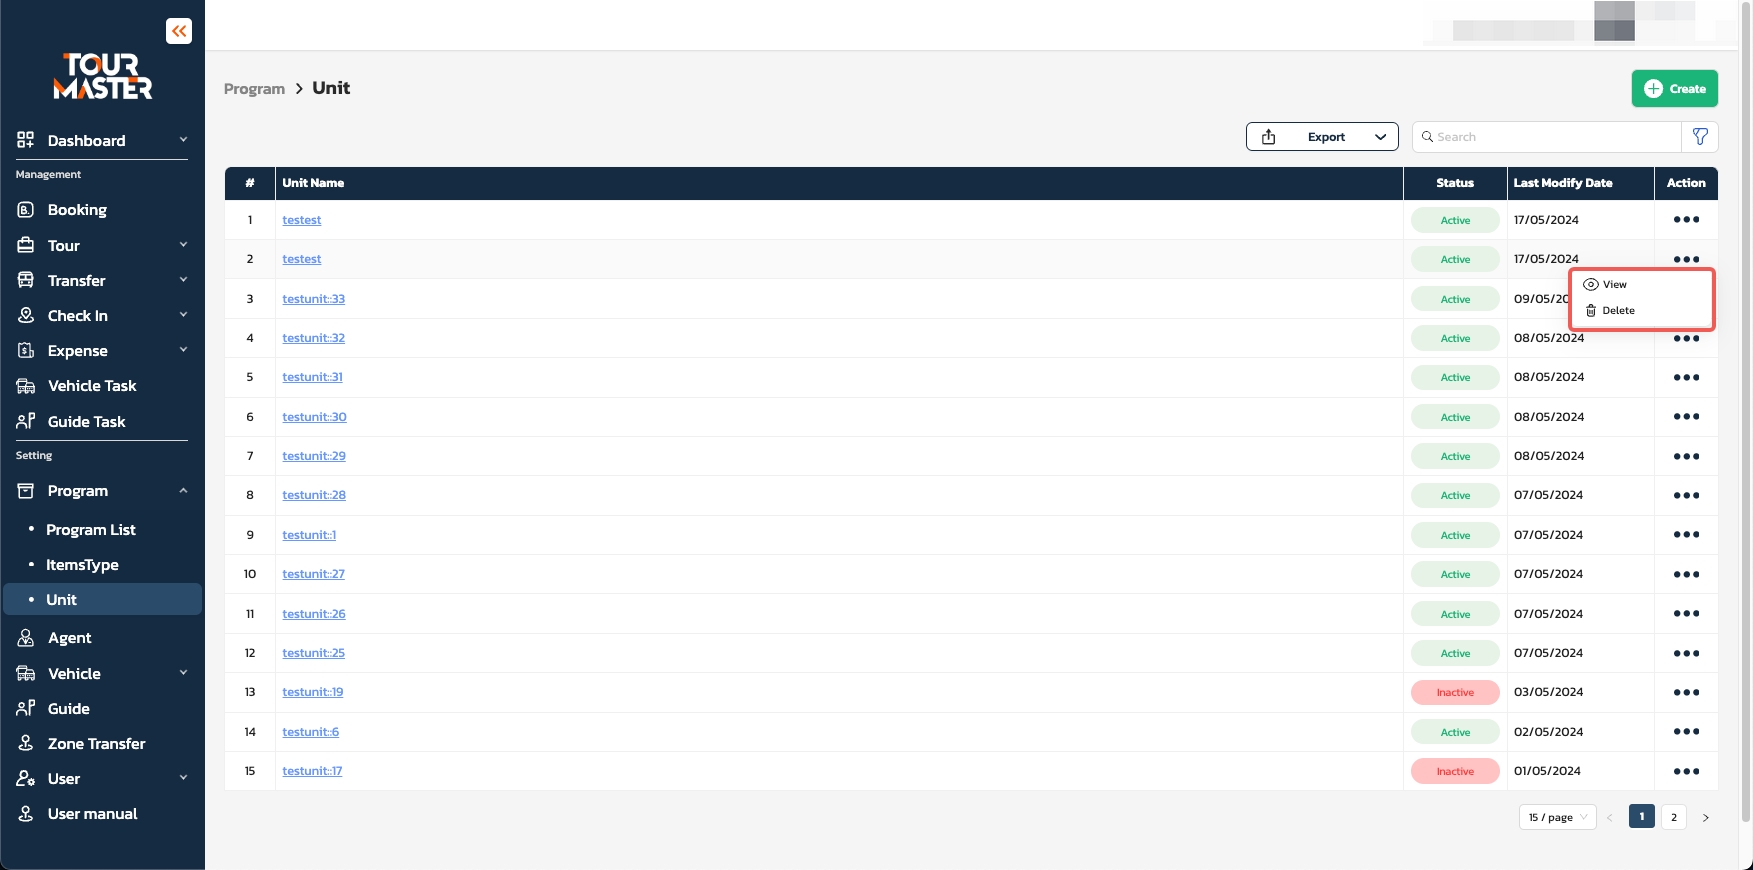 TOUR
MASTER
Dashboard
Management
Booking
Tour
Transfer
Check In
Expense
Vehicle Task
Guide Task
Setting
Program
• Program List
• ItemsType
• Unit
Agent
Vehicle
Guide
Zone Transfer
User
User manual
Program > Unit
Create
Export
Search
# Unit Name Status Last Modify Date Action
1 testest Active 17/05/2024
2 testest Active 17/05/2024
View
Delete
3 testunit::33 Active 09/05/20
4 testunit::32 Active 08/05/2024
5 testunit::31 Active 08/05/2024
6 testunit::30 Active 08/05/2024
7 testunit::29 Active 08/05/2024
8 testunit::28 Active 07/05/2024
9 testunit::1 Active 07/05/2024
10 testunit::27 Active 07/05/2024
11 testunit::26 Active 07/05/2024
12 testunit::25 Active 07/05/2024
13 testunit::19 Inactive 03/05/2024
14 testunit::6 Active 02/05/2024
15 testunit::17 Inactive 01/05/2024
15 / page < 1 2 >